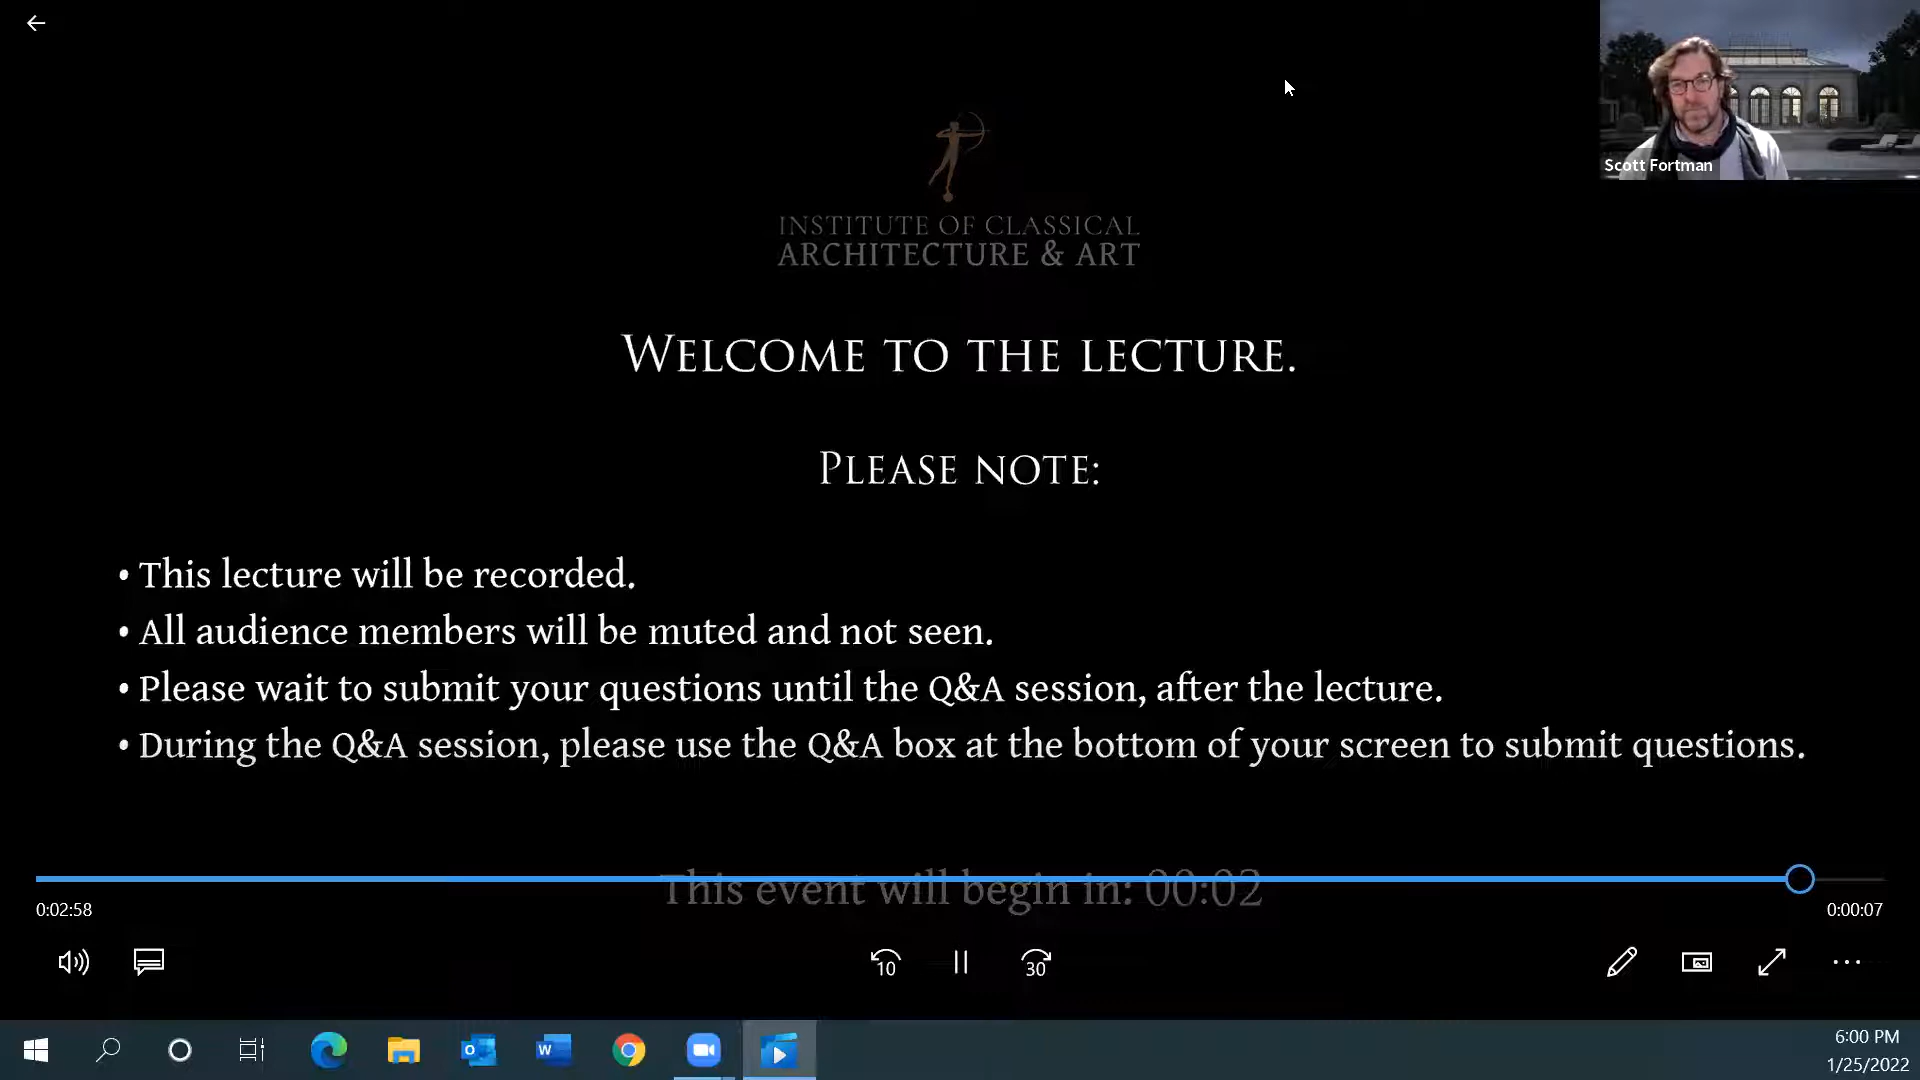 Scott Fortman
INSTITUTE OF CLASSICAL
ARCHITECTURE & ART
WELCOME TO THE LECTURE.
PLEASE NOTE:
• This lecture will be recorded.
• All audience members will be muted and not seen.
• Please wait to submit your questions until the Q&A session, after the lecture.
• During the Q&A session, please use the Q&A box at the bottom of your screen to submit questions.
This event will begin in: 00:02
0:02:58
0:00:07
10
30
6:00 PM
1/25/2022